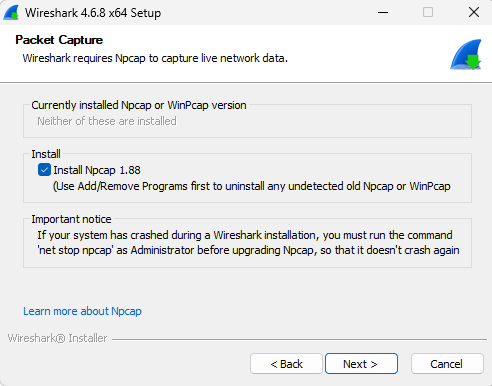 Wireshark 4.6.8 x64 Setup
Packet Capture
Wireshark requires Npcap to capture live network data.
Currently installed Npcap or WinPcap version
Neither of these are installed
Install
Install Npcap 1.88
(Use Add/Remove Programs first to uninstall any undetected old Npcap or WinPcap
Important notice
If your system has crashed during a Wireshark installation, you must run the command
'net stop npcap' as Administrator before upgrading Npcap, so that it doesn't crash again
Learn more about Npcap
Wireshark® Installer
< Back
Next >
Cancel